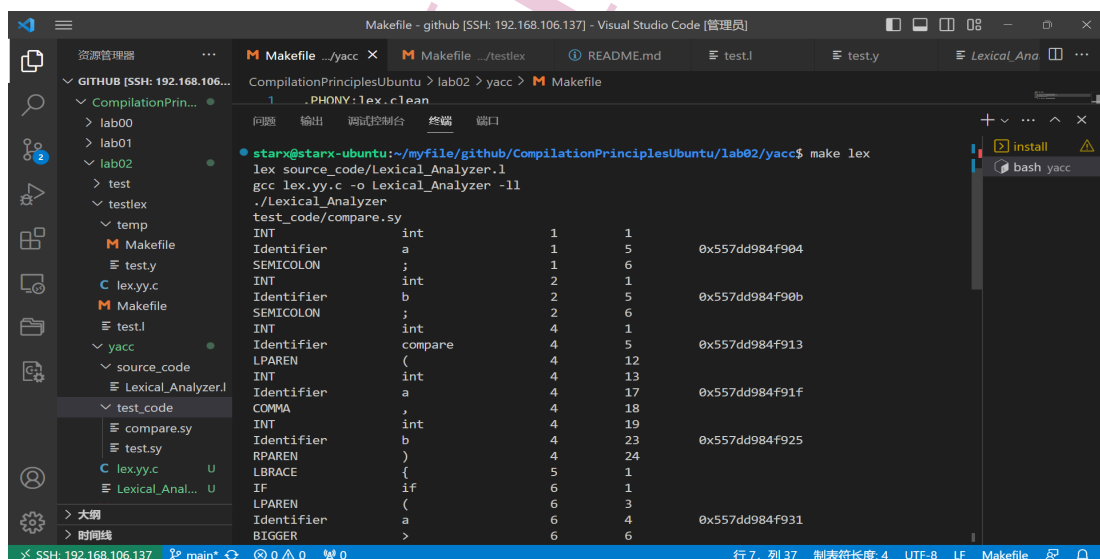 Makefile - github [SSH: 192.168.106.137] - Visual Studio Code [管理员]
资源管理器
GITHUB [SSH: 192.168.106...
CompilationPrin...
lab00
lab01
lab02
test
testlex
temp
M Makefile
test.y
C lex.yy.c
M Makefile
test.l
yacc
source_code
Lexical_Analyzer.l
test_code
compare.sy
test.sy
C lex.yy.c U
Lexical_Anal... U
大纲
时间线
2
M Makefile .../yacc
M Makefile .../testlex
README.md
test.l
test.y
Lexical_Ana
CompilationPrinciplesUbuntu > lab02 > yacc > M Makefile
1 .PHONY:lex,clean
问题 输出 调试控制台 终端 端口
install
bash yacc
starx@starx-ubuntu:~/myfile/github/CompilationPrinciplesUbuntu/lab02/yacc$ make lex
lex source_code/Lexical_Analyzer.l
gcc lex.yy.c -o Lexical_Analyzer -ll
./Lexical_Analyzer
test_code/compare.sy
INT int 1 1
Identifier a 1 5 0x557dd984f904
SEMICOLON ; 1 6
INT int 2 1
Identifier b 2 5 0x557dd984f90b
SEMICOLON ; 2 6
INT int 4 1
Identifier compare 4 5 0x557dd984f913
LPAREN ( 4 12
INT int 4 13
Identifier a 4 17 0x557dd984f91f
COMMA , 4 18
INT int 4 19
Identifier b 4 23 0x557dd984f925
RPAREN ) 4 24
LBRACE { 5 1
IF if 6 1
LPAREN ( 6 3
Identifier a 6 4 0x557dd984f931
BIGGER > 6 6
SSH: 192.168.106.137 main* 0 0 0 行 7, 列 37 制表符长度: 4 UTF-8 LF Makefile